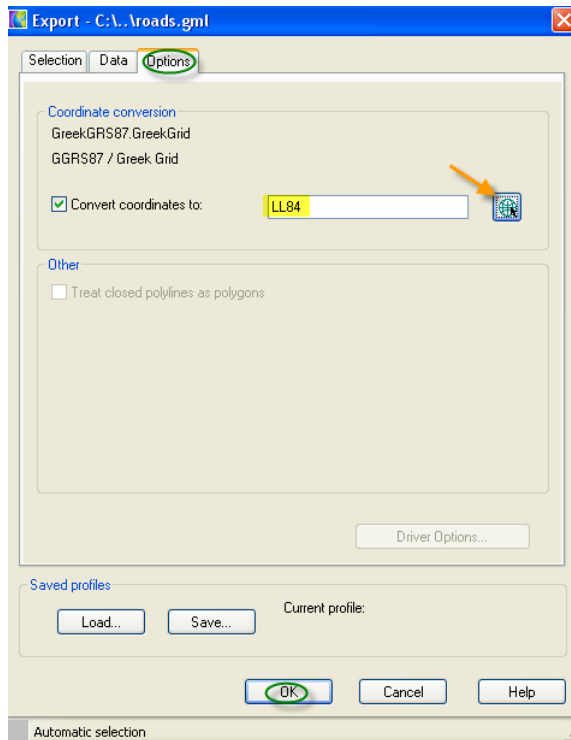 Export - C:\..\roads.gml
Selection Data Options
Coordinate conversion
GreekGRS87.GreekGrid
GGRS87 / Greek Grid
Convert coordinates to: LL84
Other
Treat closed polylines as polygons
Driver Options...
Saved profiles
Load... Save... Current profile:
OK Cancel Help
Automatic selection